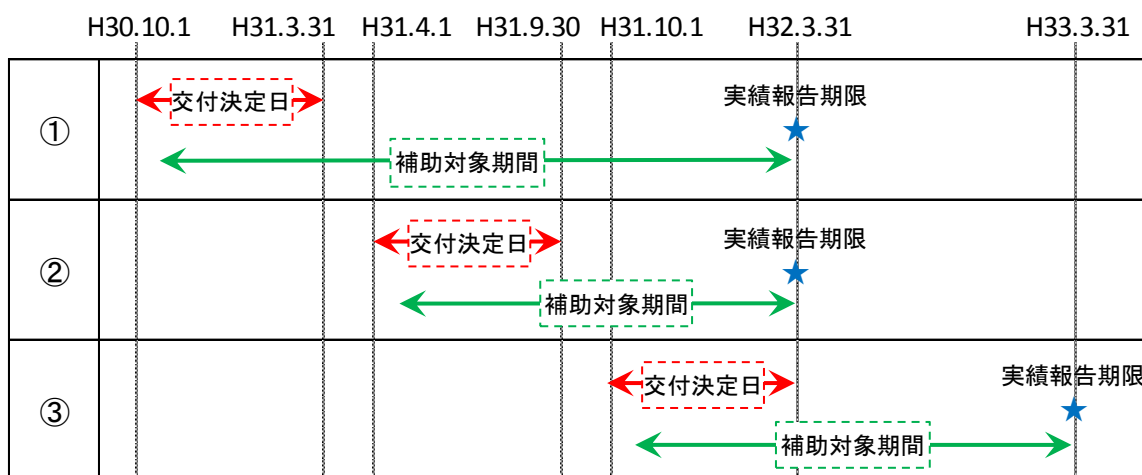 H30.10.1 H31.3.31 H31.4.1 H31.9.30 H31.10.1 H32.3.31 H33.3.31
① 交付決定日 実績報告期限
補助対象期間
② 交付決定日 実績報告期限
補助対象期間
③ 交付決定日 実績報告期限
補助対象期間